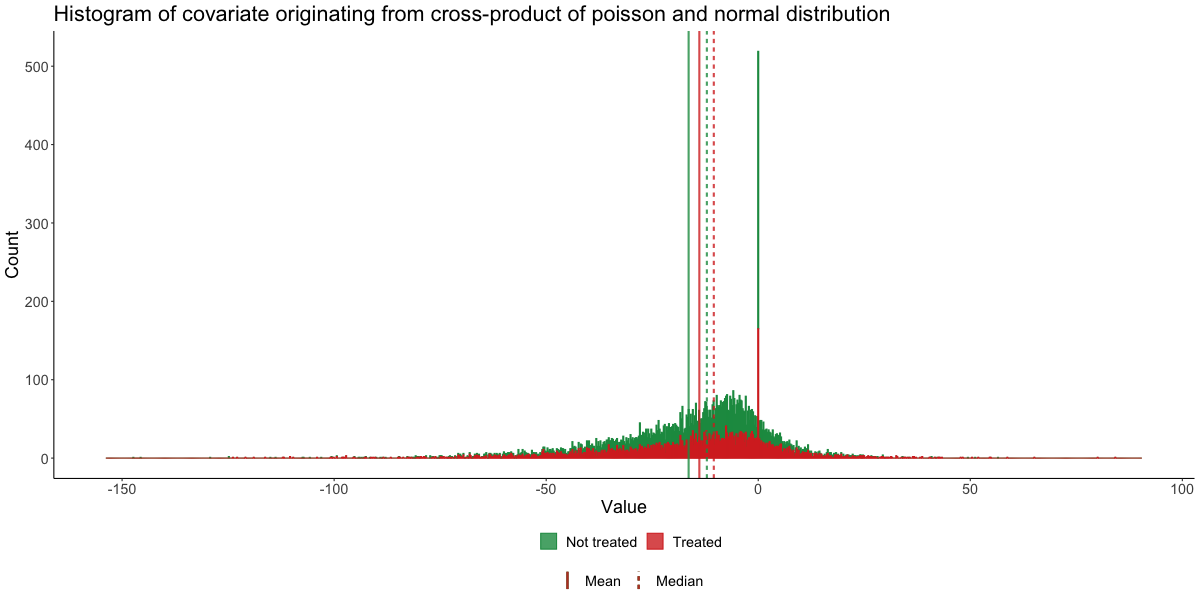 Histogram of covariate originating from cross-product of poisson and normal distribution
Count
500
400
300
200
100
0
-150 -100 -50 0 50 100
Value
Not treated Treated
Mean Median